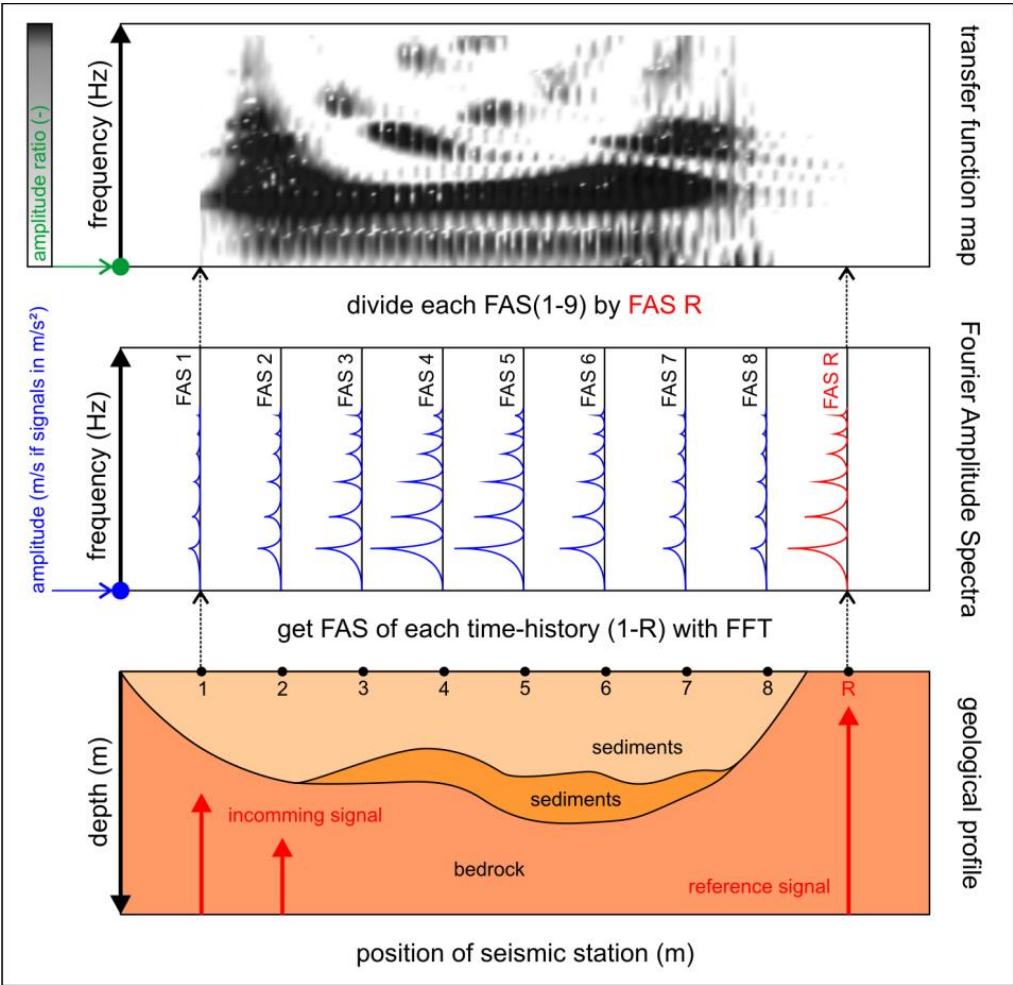 amplitude ratio (-)
frequency (Hz)
transfer function map
divide each FAS(1-9) by FAS R
amplitude (m/s if signals in m/s²)
frequency (Hz)
FAS 1
FAS 2
FAS 3
FAS 4
FAS 5
FAS 6
FAS 7
FAS 8
FAS R
Fourier Amplitude Spectra
get FAS of each time-history (1-R) with FFT
1
2
3
4
5
6
7
8
R
depth (m)
sediments
sediments
incomming signal
bedrock
reference signal
geological profile
position of seismic station (m)